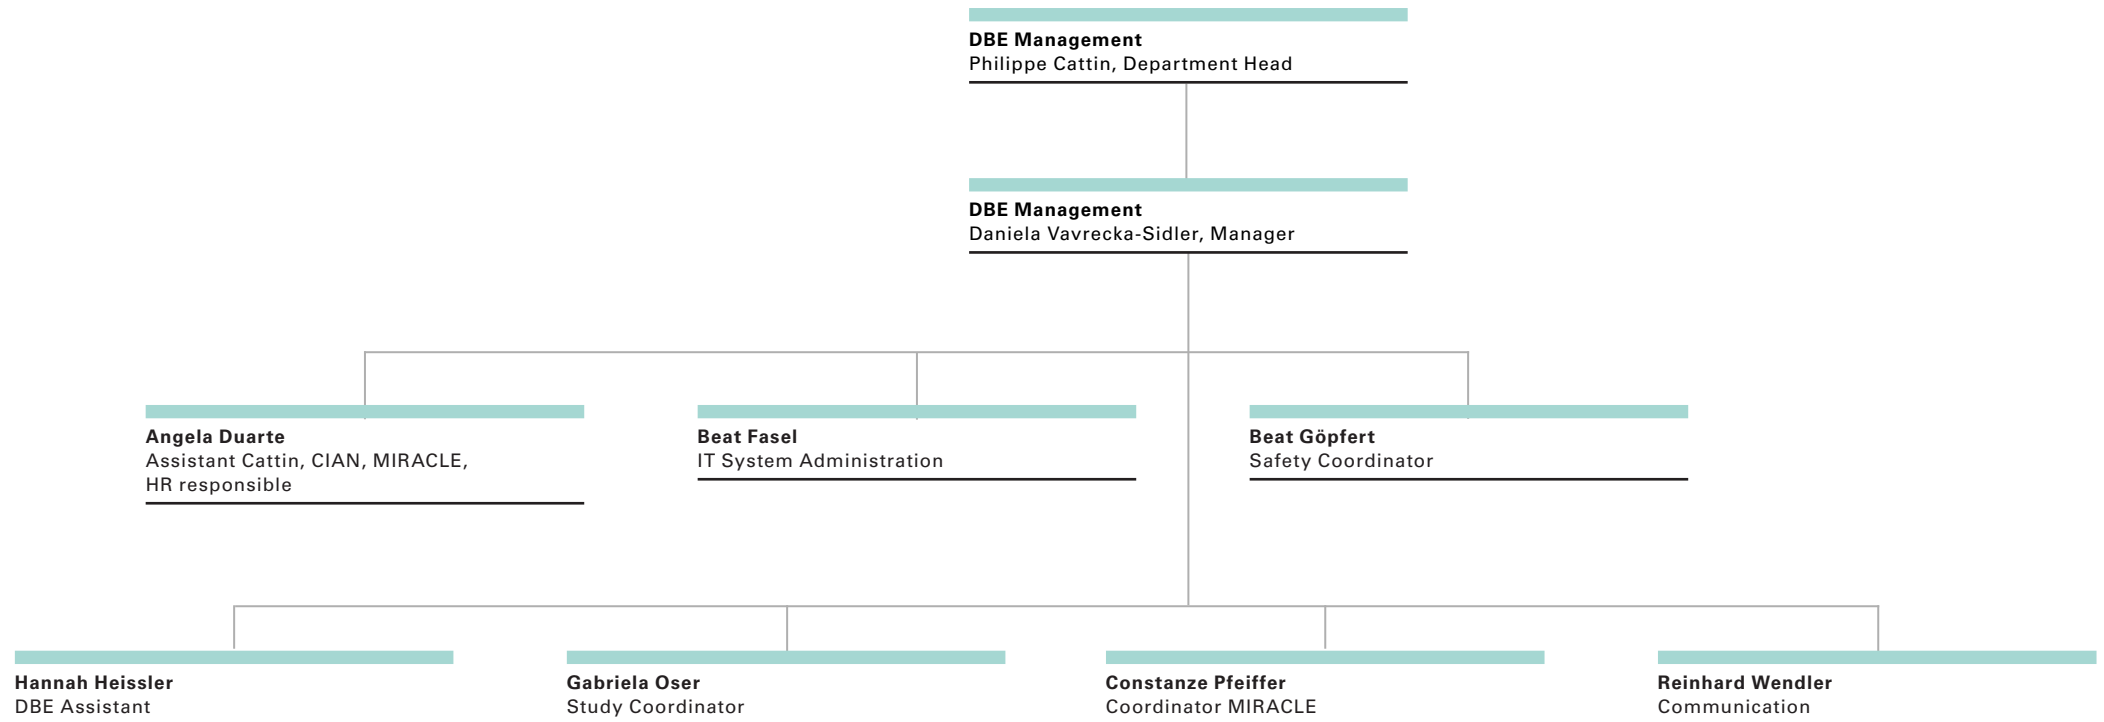 DBE Management
Philippe Cattin, Department Head
DBE Management
Daniela Vavrecka-Sidler, Manager
Angela Duarte
Assistant Cattin, CIAN, MIRACLE,
HR responsible
Beat Fasel
IT System Administration
Beat Göpfert
Safety Coordinator
Hannah Heissler
DBE Assistant
Gabriela Oser
Study Coordinator
Constanze Pfeiffer
Coordinator MIRACLE
Reinhard Wendler
Communication